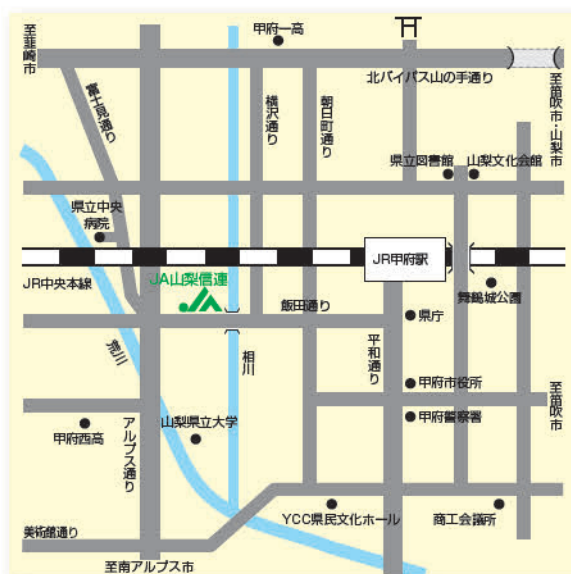 至韮崎市
甲府一高
北バイパス山の手通り
至笛吹市・山梨市
富士見通り
横沢通り
朝日町通り
県立図書館
山梨文化会館
県立中央
病院
JR甲府駅
JR中央本線
JA山梨信連
舞鶴城公園
飯田通り
県庁
荒川
相川
平和通り
甲府市役所
至笛吹市
甲府警察署
甲府西高
アルプス通り
山梨県立大学
YCC県民文化ホール
商工会議所
美術館通り
至南アルプス市